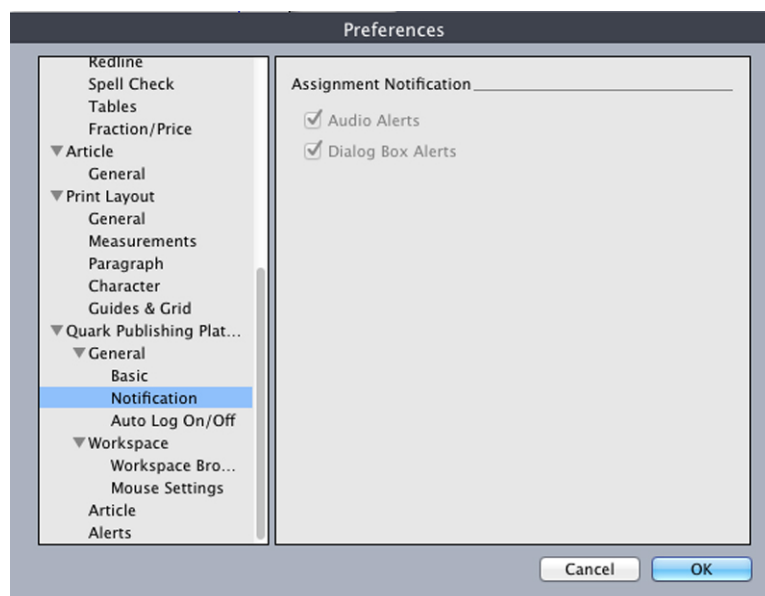 Preferences
Redline
Spell Check
Tables
Fraction/Price
Article
General
Print Layout
General
Measurements
Paragraph
Character
Guides & Grid
Quark Publishing Plat...
General
Basic
Notification
Auto Log On/Off
Workspace
Workspace Bro...
Mouse Settings
Article
Alerts
Assignment Notification
Audio Alerts
Dialog Box Alerts
Cancel OK